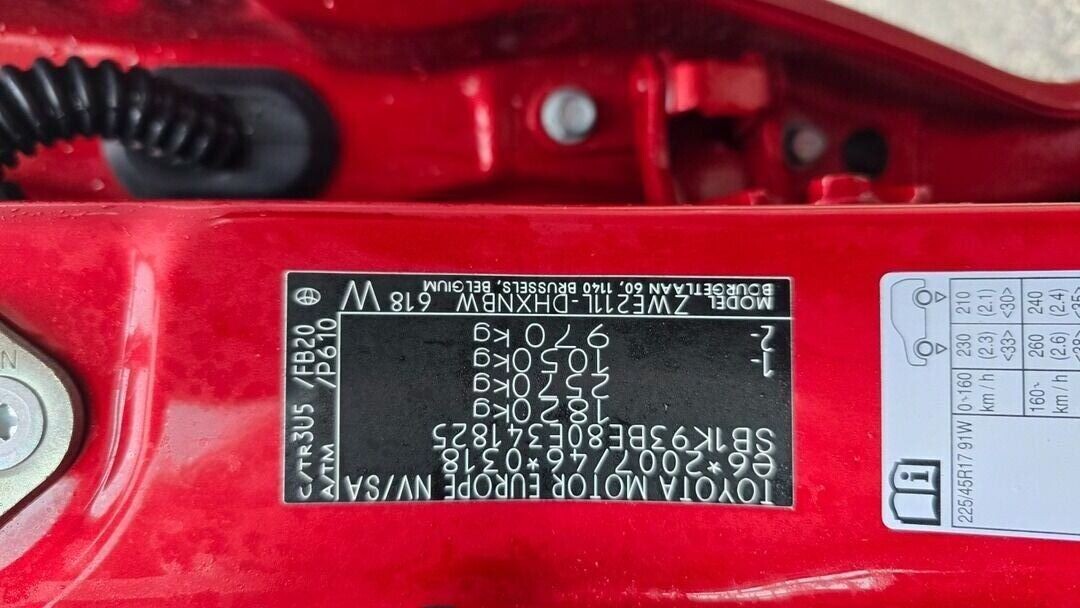 TOYOTA MOTOR EUROPE NV/SA
e6*2007/46*0318*
SB1K93BE80E341825
1820kg
2570kg
1-
1050kg
2-
970kg
MODEL
ZWE211L-DHXNBW 618 W
BOURGETLAAN 60, 1140 BRUSSELS, BELGIUM
C/TR 3U5 /FB20
A/TM /P610
225/45R17 91W
0-160 km/h
230 (2.3) <33>
210 (2.1) <30>
160- km/h
260 (2.6)
240 (2.4)
N